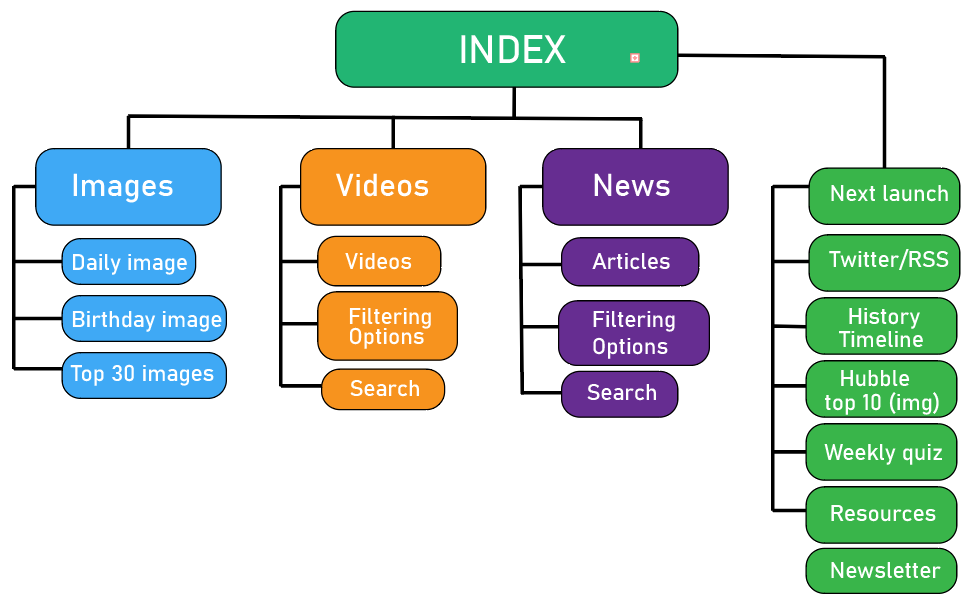 INDEX
Images
Daily image
Birthday image
Top 30 images
Videos
Videos
Filtering
Options
Search
News
Articles
Filtering
Options
Search
Next launch
Twitter/RSS
History
Timeline
Hubble
top 10 (img)
Weekly quiz
Resources
Newsletter